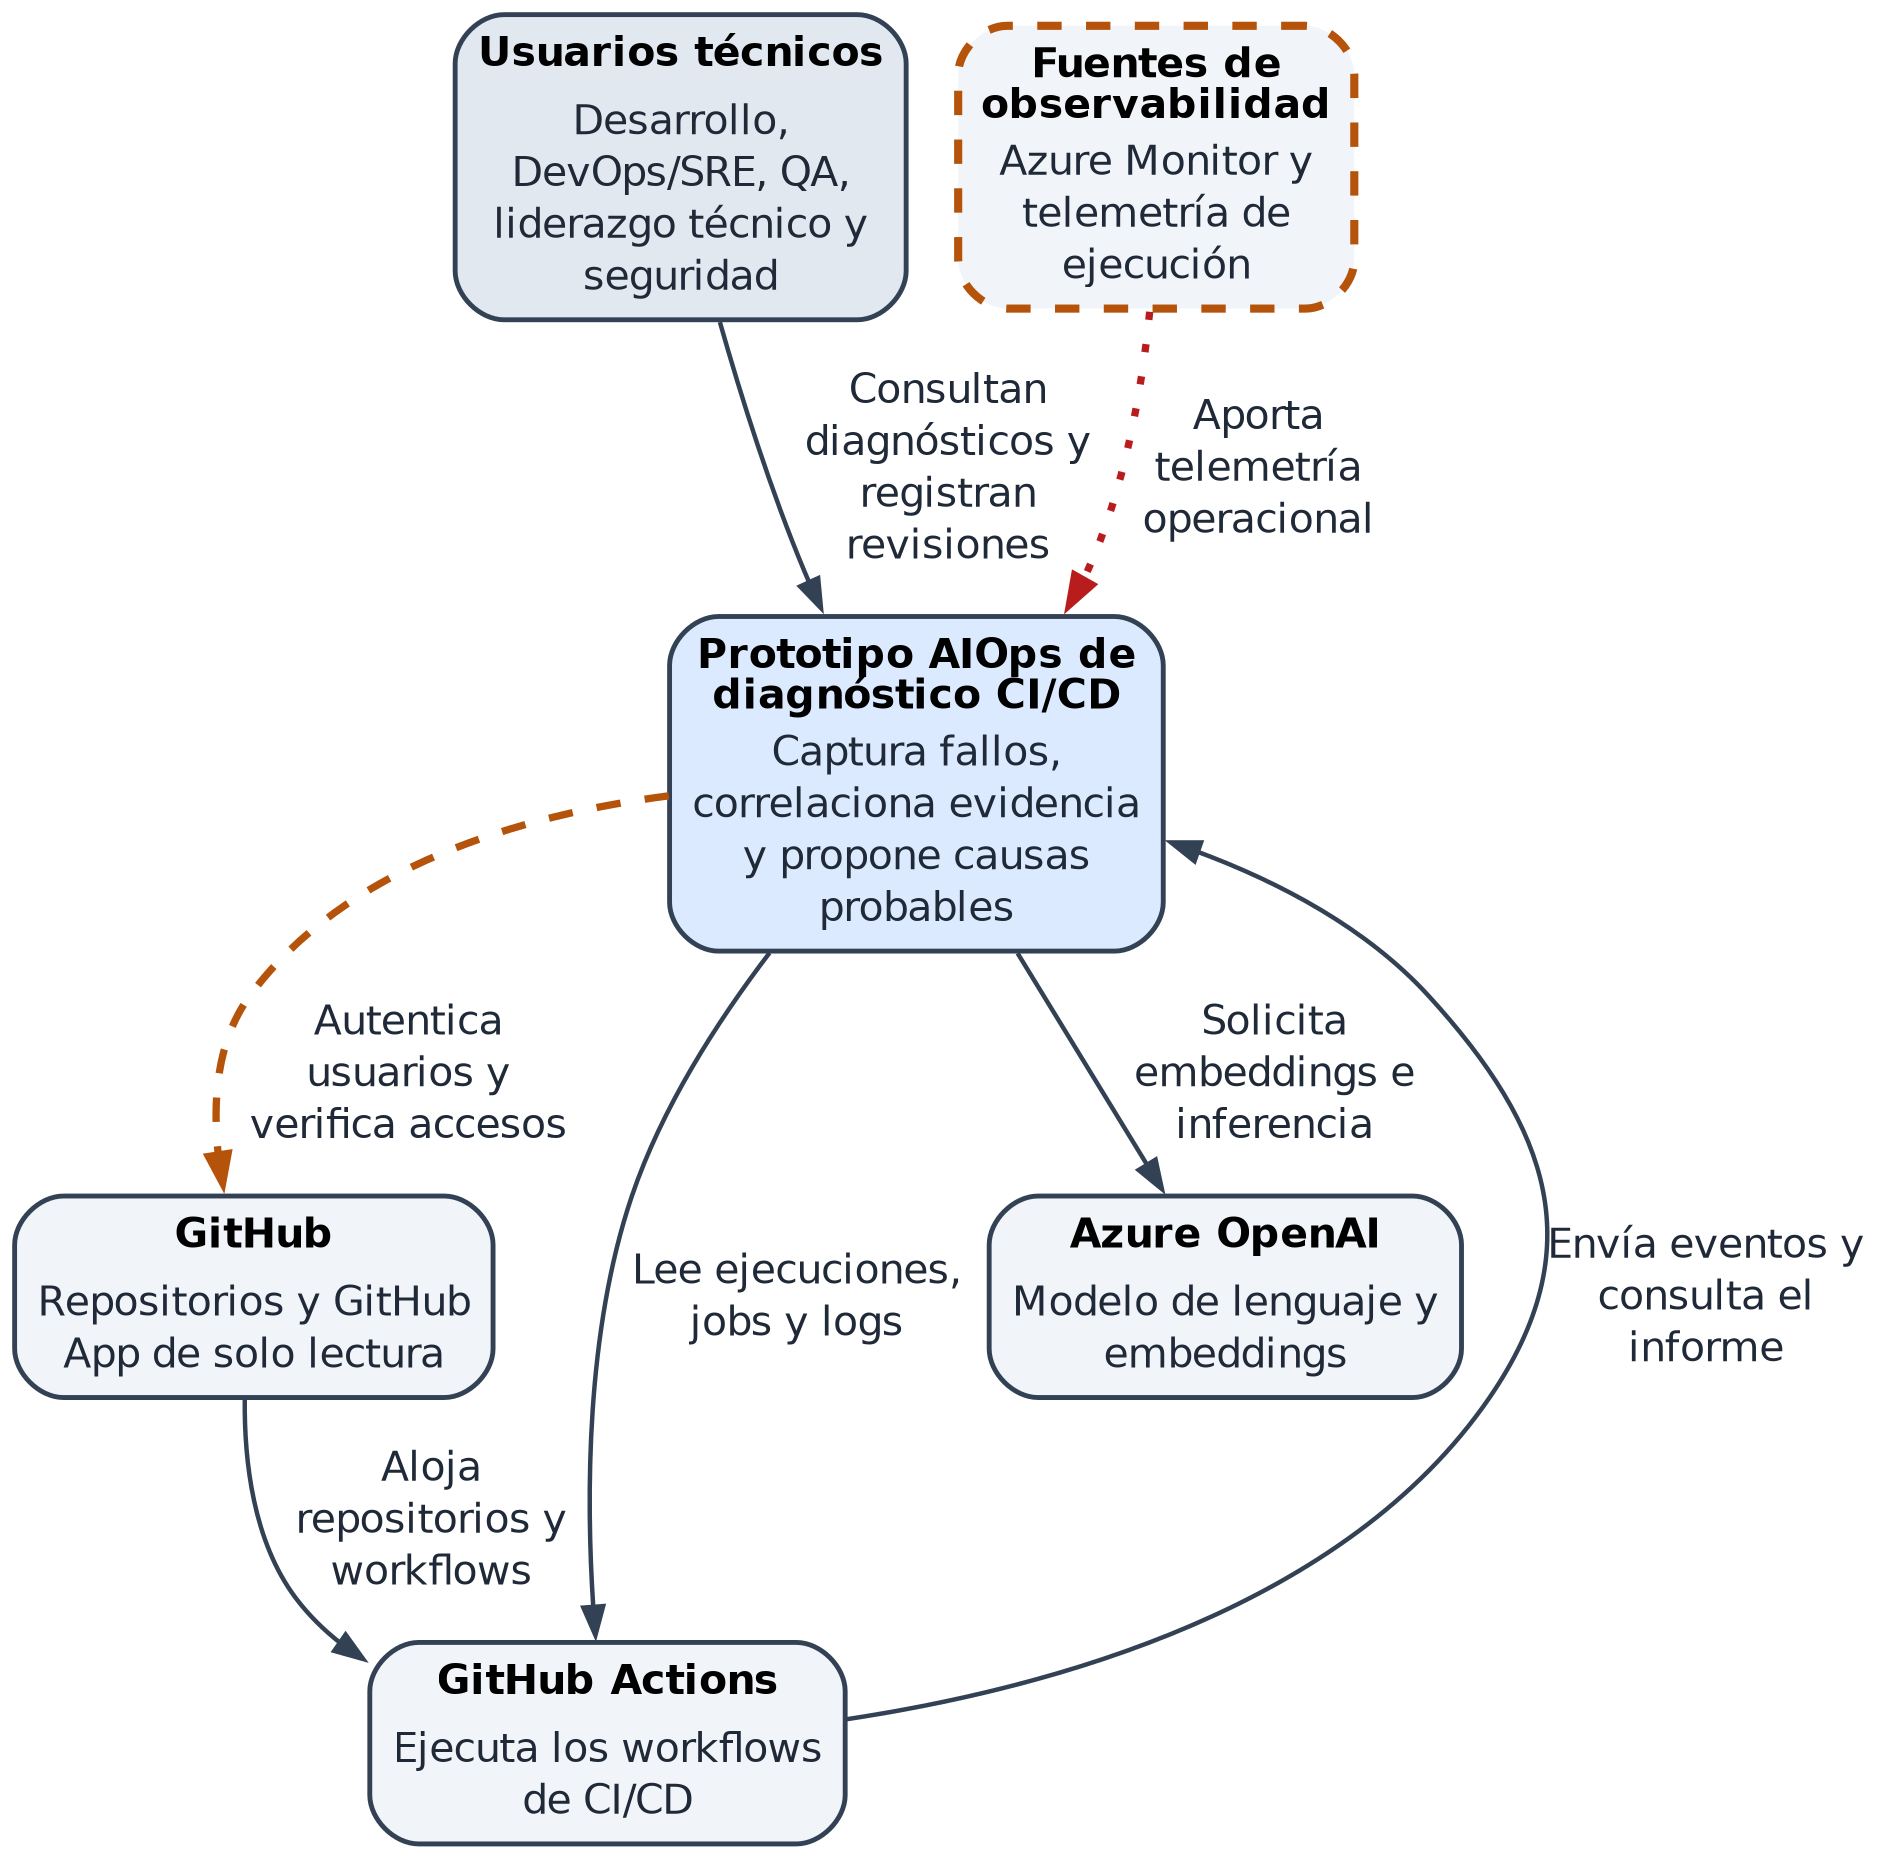 Usuarios técnicos
Desarrollo,
DevOps/SRE, QA,
liderazgo técnico y
seguridad
Fuentes de
observabilidad
Azure Monitor y
telemetría de
ejecución
Consultan
diagnósticos y
registran
revisiones
Aporta
telemetría
operacional
Prototipo AIOps de
diagnóstico CI/CD
Captura fallos,
correlaciona evidencia
y propone causas
probables
Autentica
usuarios y
verifica accesos
Solicita
embeddings e
inferencia
GitHub
Repositorios y GitHub
App de solo lectura
Lee ejecuciones,
jobs y logs
Azure OpenAI
Modelo de lenguaje y
embeddings
Envía eventos y
consulta el
informe
Aloja
repositorios y
workflows
GitHub Actions
Ejecuta los workflows
de CI/CD